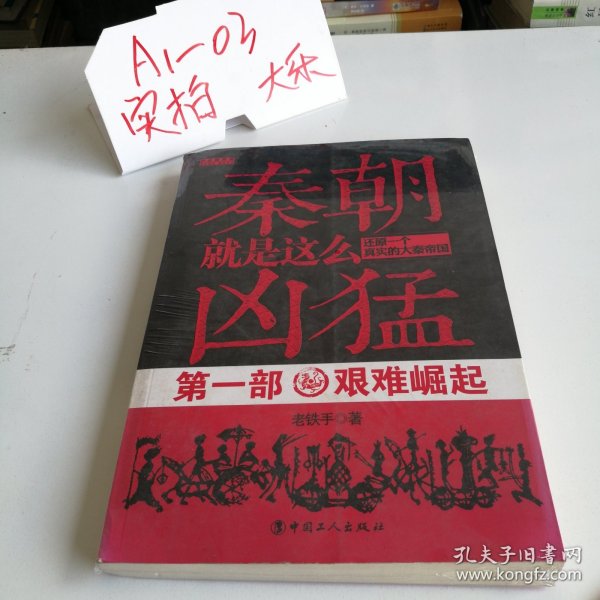 A1-03
实拍 大乐
秦朝
就是这么
还原一个
真实的大秦帝国
凶猛
第一部 艰难崛起
老铁手◎著
中国工人出版社
孔夫子旧书网
www.kongfz.com